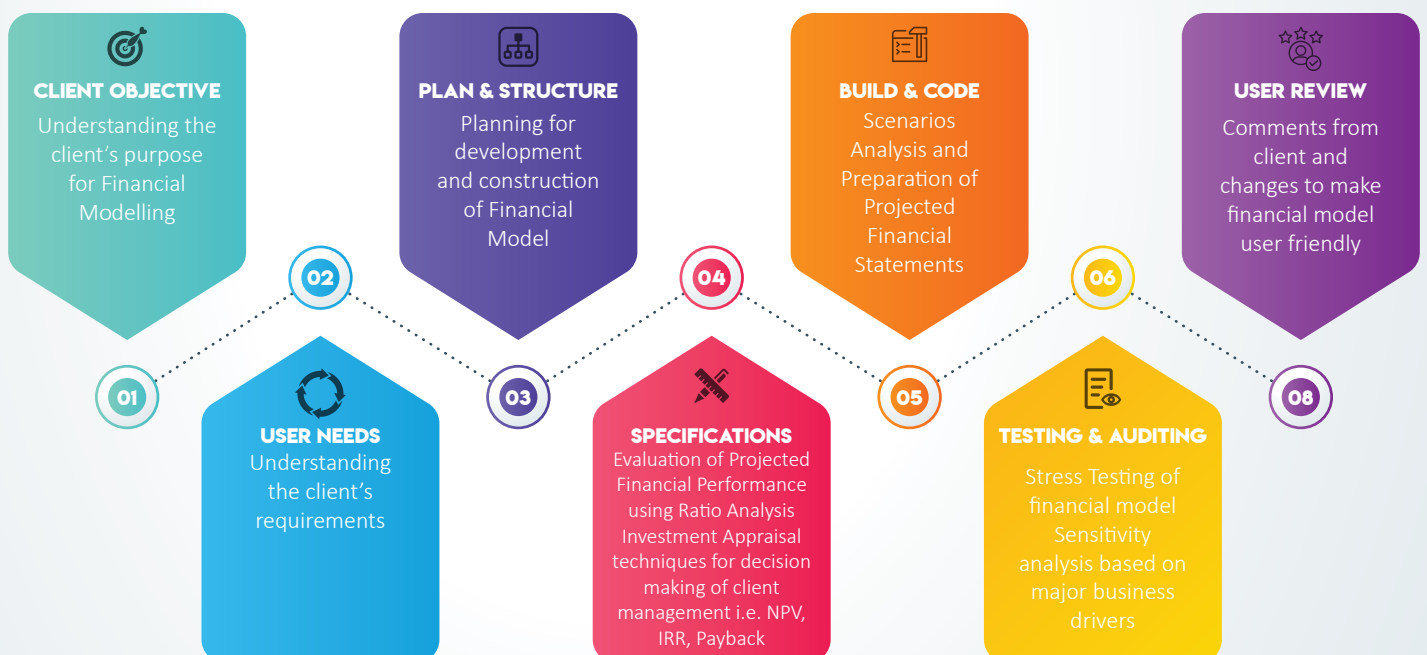 CLIENT OBJECTIVE
Understanding the
client’s purpose
for Financial
Modelling
01
02
USER NEEDS
Understanding
the client’s
requirements
PLAN & STRUCTURE
Planning for
development
and construction
of Financial
Model
03
04
SPECIFICATIONS
Evaluation of Projected
Financial Performance
using Ratio Analysis
Investment Appraisal
techniques for decision
making of client
management i.e. NPV,
IRR, Payback
BUILD & CODE
Scenarios
Analysis and
Preparation of
Projected
Financial
Statements
05
06
TESTING & AUDITING
Stress Testing of
financial model
Sensitivity
analysis based on
major business
drivers
USER REVIEW
Comments from
client and
changes to make
financial model
user friendly
08